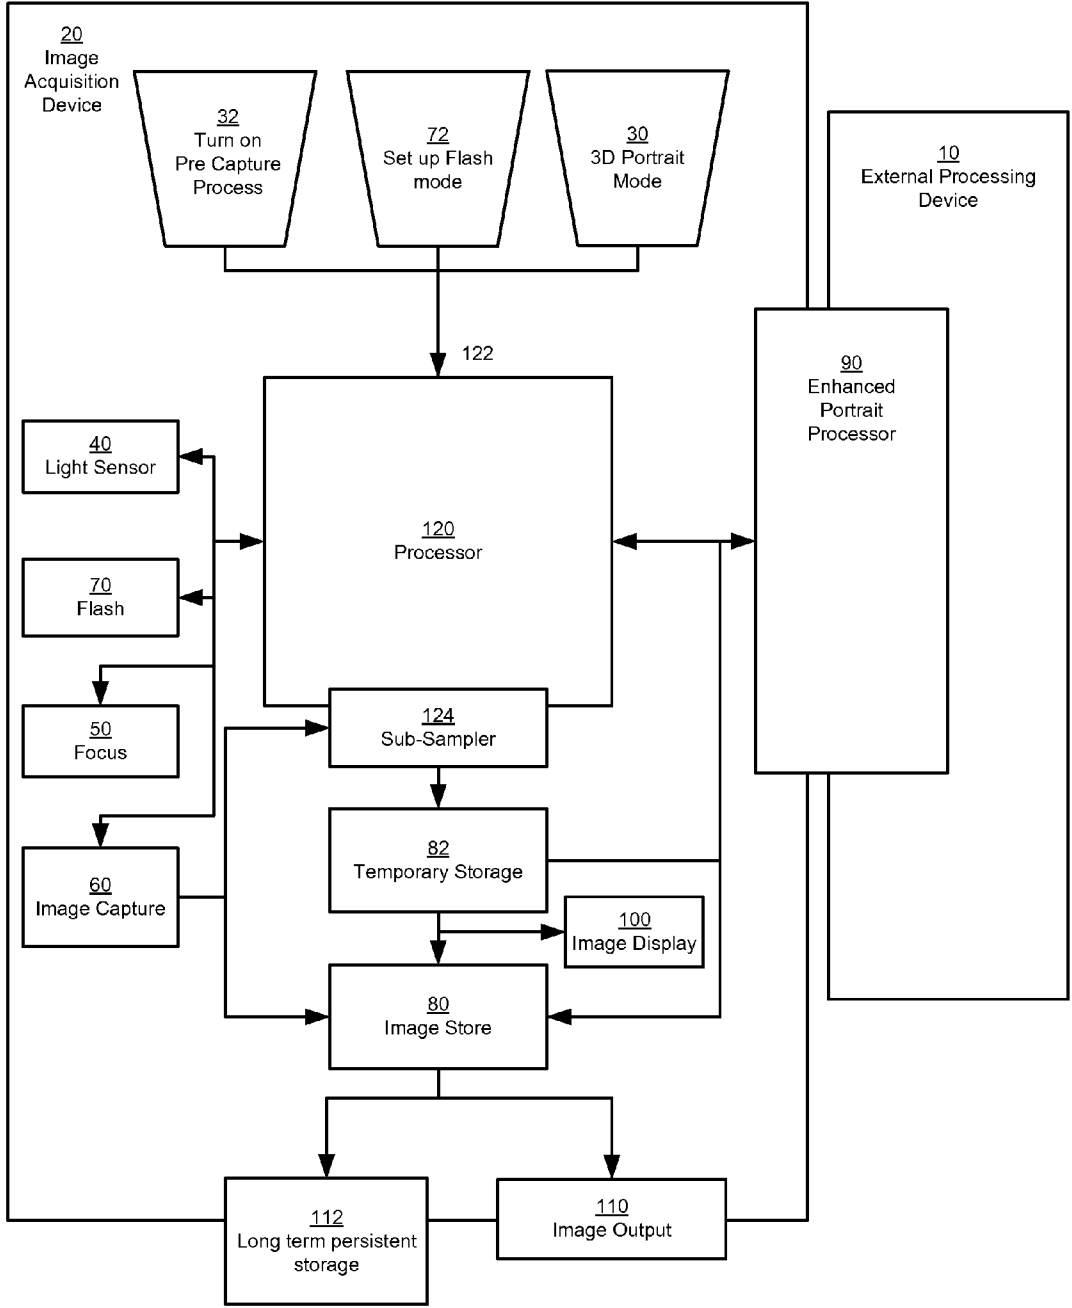 20
Image
Acquisition
Device
32
Turn on
Pre Capture
Process
72
Set up Flash
mode
30
3D Portrait
Mode
10
External Processing
Device
122
90
Enhanced
Portrait
Processor
40
Light Sensor
120
Processor
70
Flash
50
Focus
124
Sub-Sampler
82
Temporary Storage
60
Image Capture
100
Image Display
80
Image Store
112
Long term persistent
storage
110
Image Output